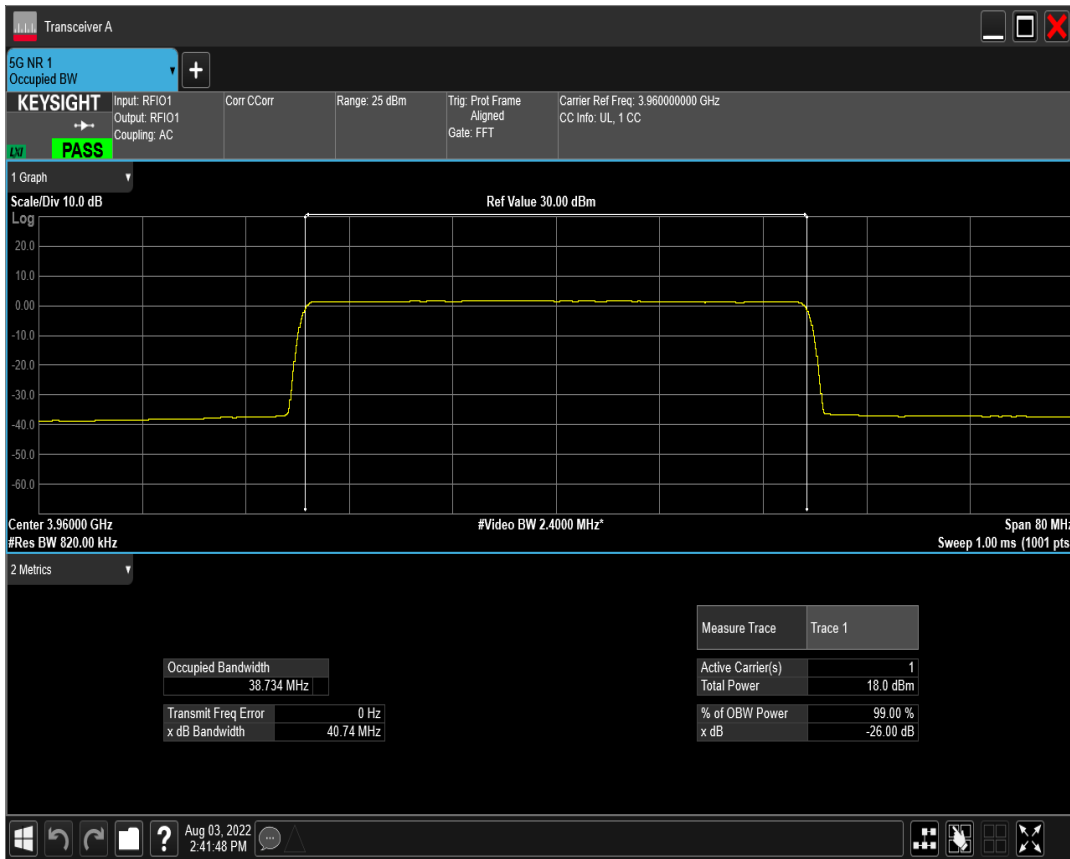 Transceiver A
5G NR 1
Occupied BW
KEYSIGHT
LXI
PASS
Input: RFIO1
Output: RFIO1
Coupling: AC
Corr CCorr
Range: 25 dBm
Trig: Prot Frame
Aligned
Gate: FFT
Carrier Ref Freq: 3.960000000 GHz
CC Info: UL, 1 CC
1 Graph
Scale/Div 10.0 dB
Ref Value 30.00 dBm
Log
20.0
10.0
0.00
-10.0
-20.0
-30.0
-40.0
-50.0
-60.0
Center 3.96000 GHz
#Video BW 2.4000 MHz*
Span 80 MHz
#Res BW 820.00 kHz
Sweep 1.00 ms (1001 pts
2 Metrics
Measure Trace Trace 1
Occupied Bandwidth
38.734 MHz
Active Carrier(s) 1
Total Power 18.0 dBm
Transmit Freq Error 0 Hz
x dB Bandwidth 40.74 MHz
% of OBW Power 99.00 %
x dB -26.00 dB
?
Aug 03, 2022
2:41:48 PM